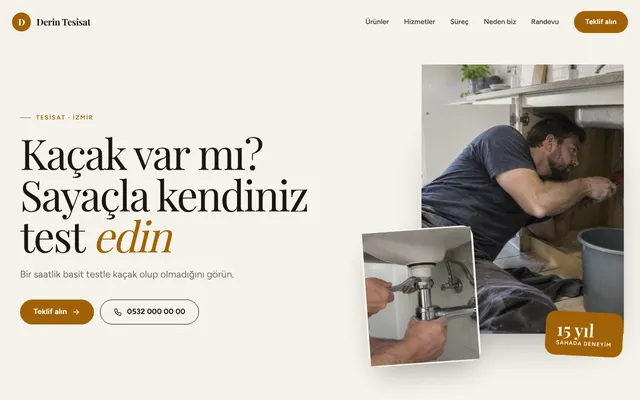 D Derin Tesisat
Ürünler Hizmetler Süreç Neden biz Randevu Teklif alın
TESİSAT · İZMİR
Kaçak var mı?
Sayaçla kendiniz
test edin
Bir saatlik basit testle kaçak olup olmadığını görün.
Teklif alın → 0532 000 00 00
15 yıl
SAHADA DENEYİM